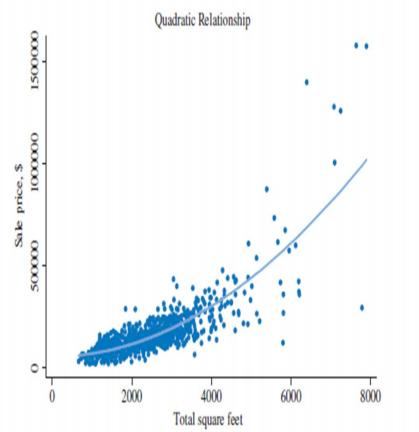 Quadratic Relationship
Sale price, $
1500000
1000000
500000
0
0 2000 4000 6000 8000
Total square feet